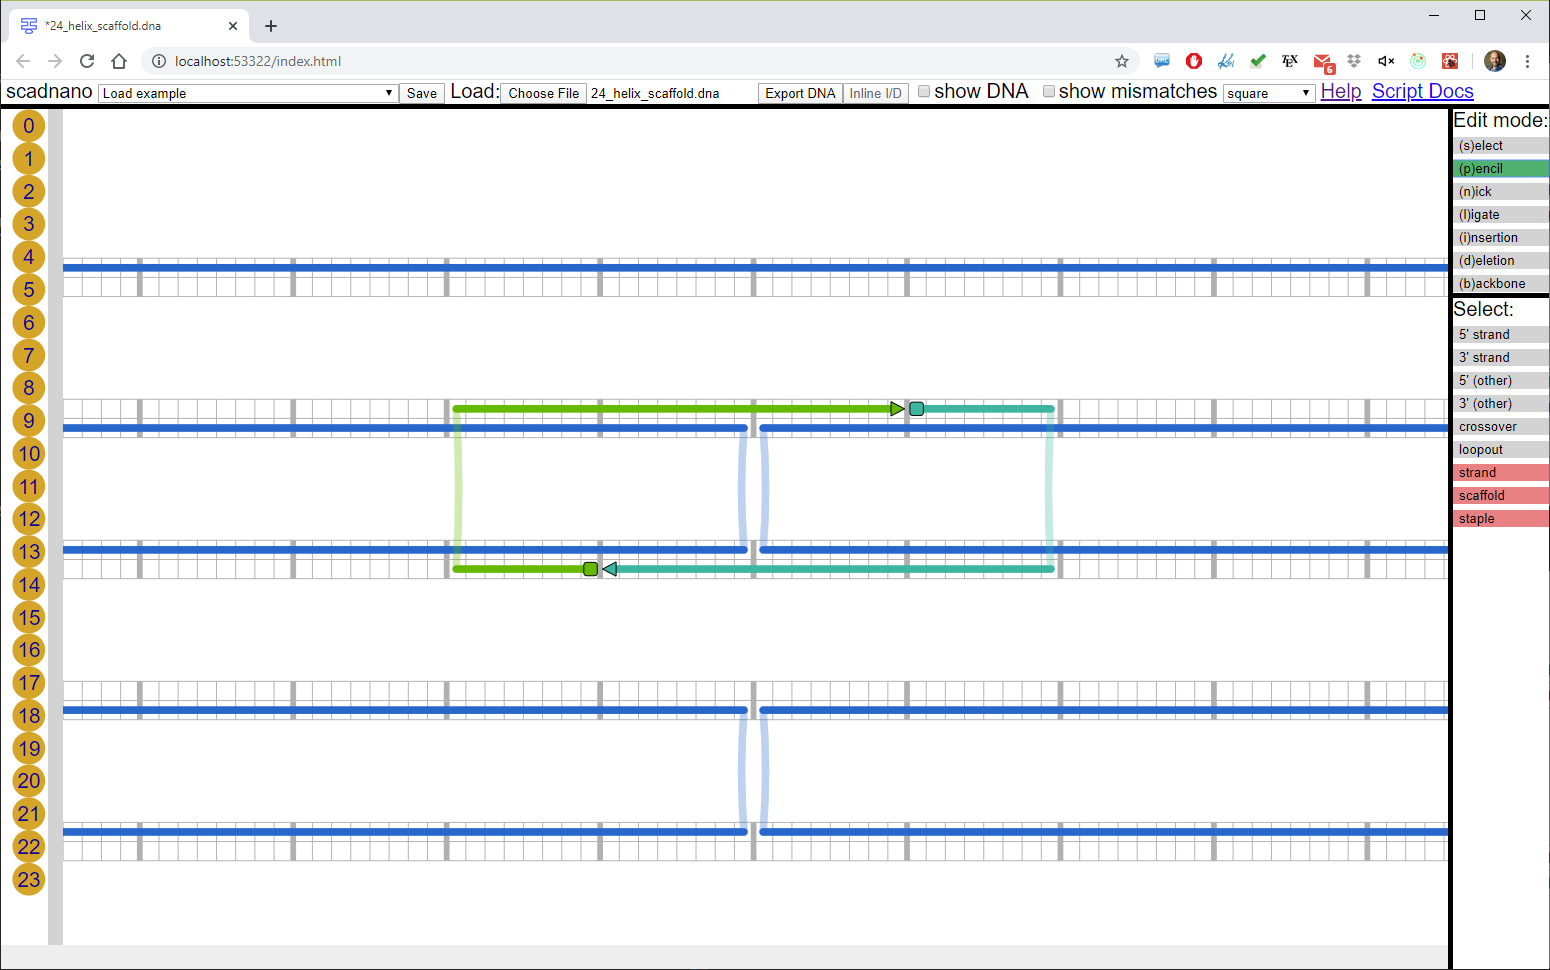 *24_helix_scaffold.dna
localhost:53322/index.html
6
scadnano Load example Save Load: Choose File 24_helix_scaffold.dna Export DNA Inline I/D show DNA show mismatches square Help Script Docs
0
1
2
3
4
5
6
7
8
9
10
11
12
13
14
15
16
17
18
19
20
21
22
23
Edit mode:
(s)elect
(p)encil
(n)ick
(l)igate
(i)nsertion
(d)eletion
(b)ackbone
Select:
5' strand
3' strand
5' (other)
3' (other)
crossover
loopout
strand
scaffold
staple